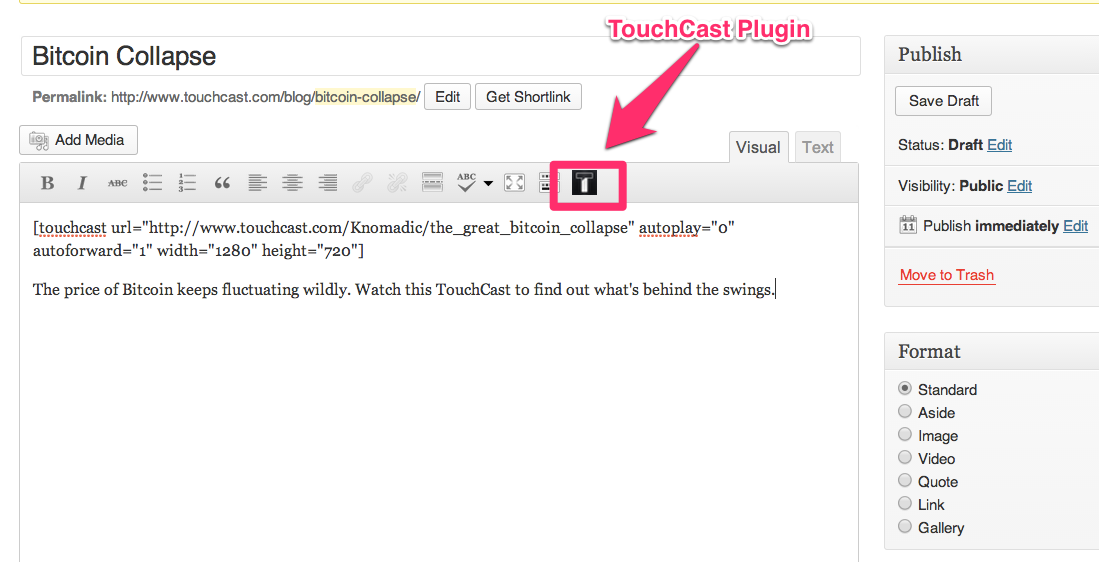 TouchCast Plugin
Bitcoin Collapse
Permalink: http://www.touchcast.com/blog/bitcoin-collapse/ Edit Get Shortlink
Add Media
Visual Text
B I ABC ABC T
[touchcast url="http://www.touchcast.com/Knomadic/the_great_bitcoin_collapse" autoplay="0"
autoforward="1" width="1280" height="720"]
The price of Bitcoin keeps fluctuating wildly. Watch this TouchCast to find out what's behind the swings.
Publish
Save Draft
Status: Draft Edit
Visibility: Public Edit
11 Publish immediately Edit
Move to Trash
Format
Standard
Aside
Image
Video
Quote
Link
Gallery